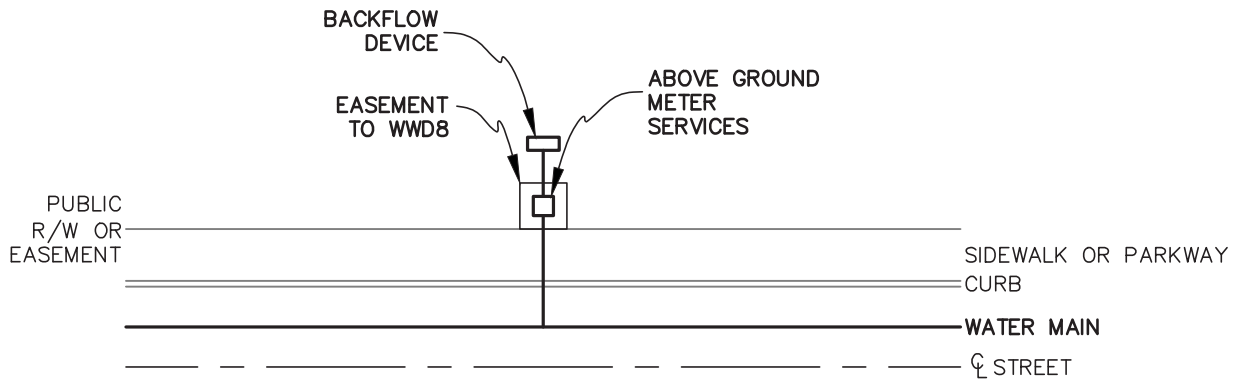 BACKFLOW
DEVICE
ABOVE GROUND
METER
SERVICES
EASEMENT
TO WWD8
PUBLIC
R/W OR
EASEMENT
SIDEWALK OR PARKWAY
CURB
WATER MAIN
℄ STREET